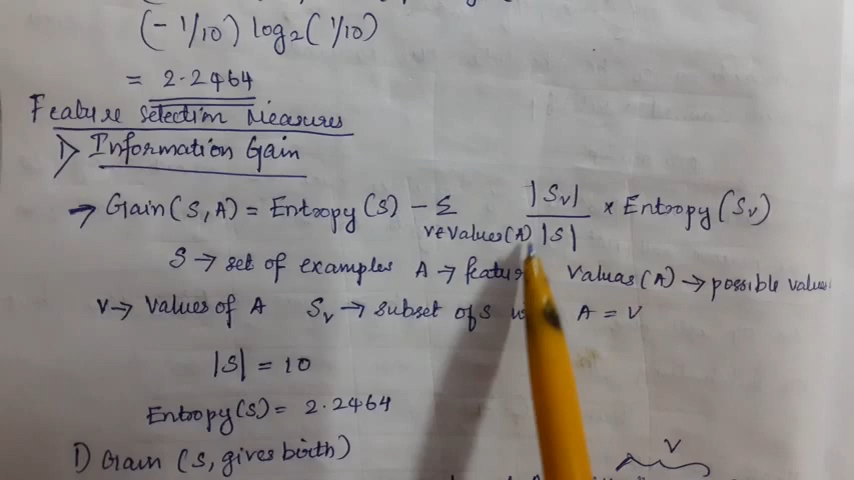 (- 1/10) log₂(1/10)
= 2.2464
Feature Selection Measures
1) Information Gain
→ Gain(S, A) = Entropy(S) - Σ v∈Values(A) |Sv| / |S| × Entropy(Sv)
S → set of examples A → featur Values(A) → possible values
v → values of A Sv → subset of S A = v
|S| = 10
Entropy(S) = 2.2464
1) Gain (S, gives birth)
v